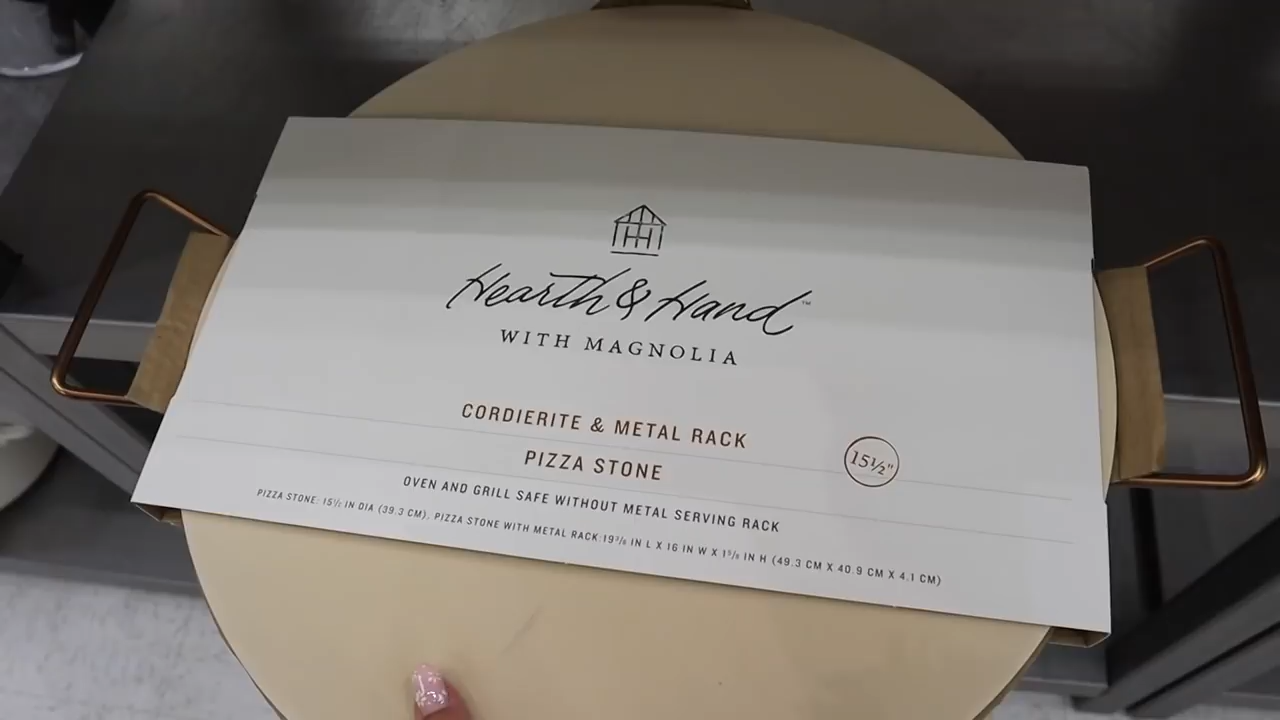 Hearth & Hand™
WITH MAGNOLIA
CORDIERITE & METAL RACK
PIZZA STONE
15½"
OVEN AND GRILL SAFE WITHOUT METAL SERVING RACK
PIZZA STONE: 15½ IN DIA (39.3 CM). PIZZA STONE WITH METAL RACK:19³/₈ IN L X 16 IN W X 1⁵/₈ IN H (49.3 CM X 40.9 CM X 4.1 CM)